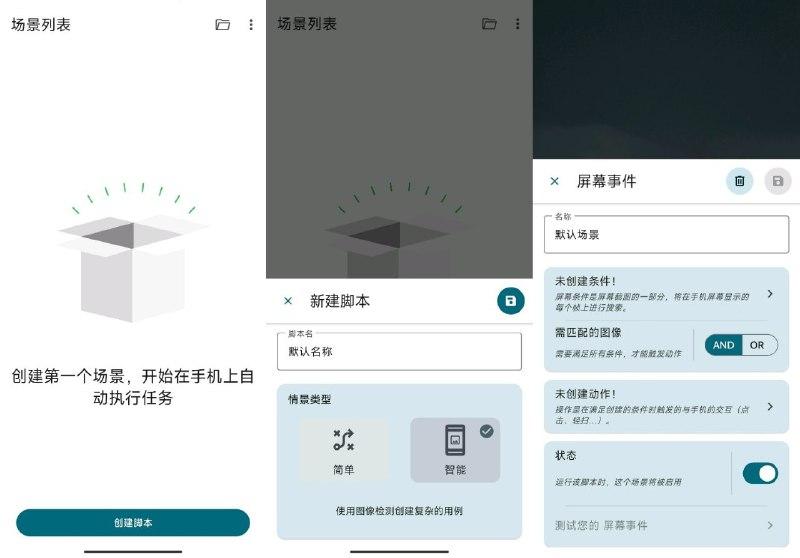 场景列表
创建第一个场景，开始在手机上自
动执行任务
创建脚本
场景列表
新建脚本
脚本名
默认名称
情景类型
简单
智能
使用图像检测创建复杂的用例
屏幕事件
名称
默认场景
未创建条件！
屏幕条件是屏幕截图的一部分，将在手机屏幕显示的
每个帧上进行搜索。
需匹配的图像
需要满足所有条件，才能触发动作
AND OR
未创建动作！
操作是在满足创建的条件时触发的与手机的交互（点
击、轻扫...）。
状态
运行该脚本时，这个场景将被启用
测试您的 屏幕事件